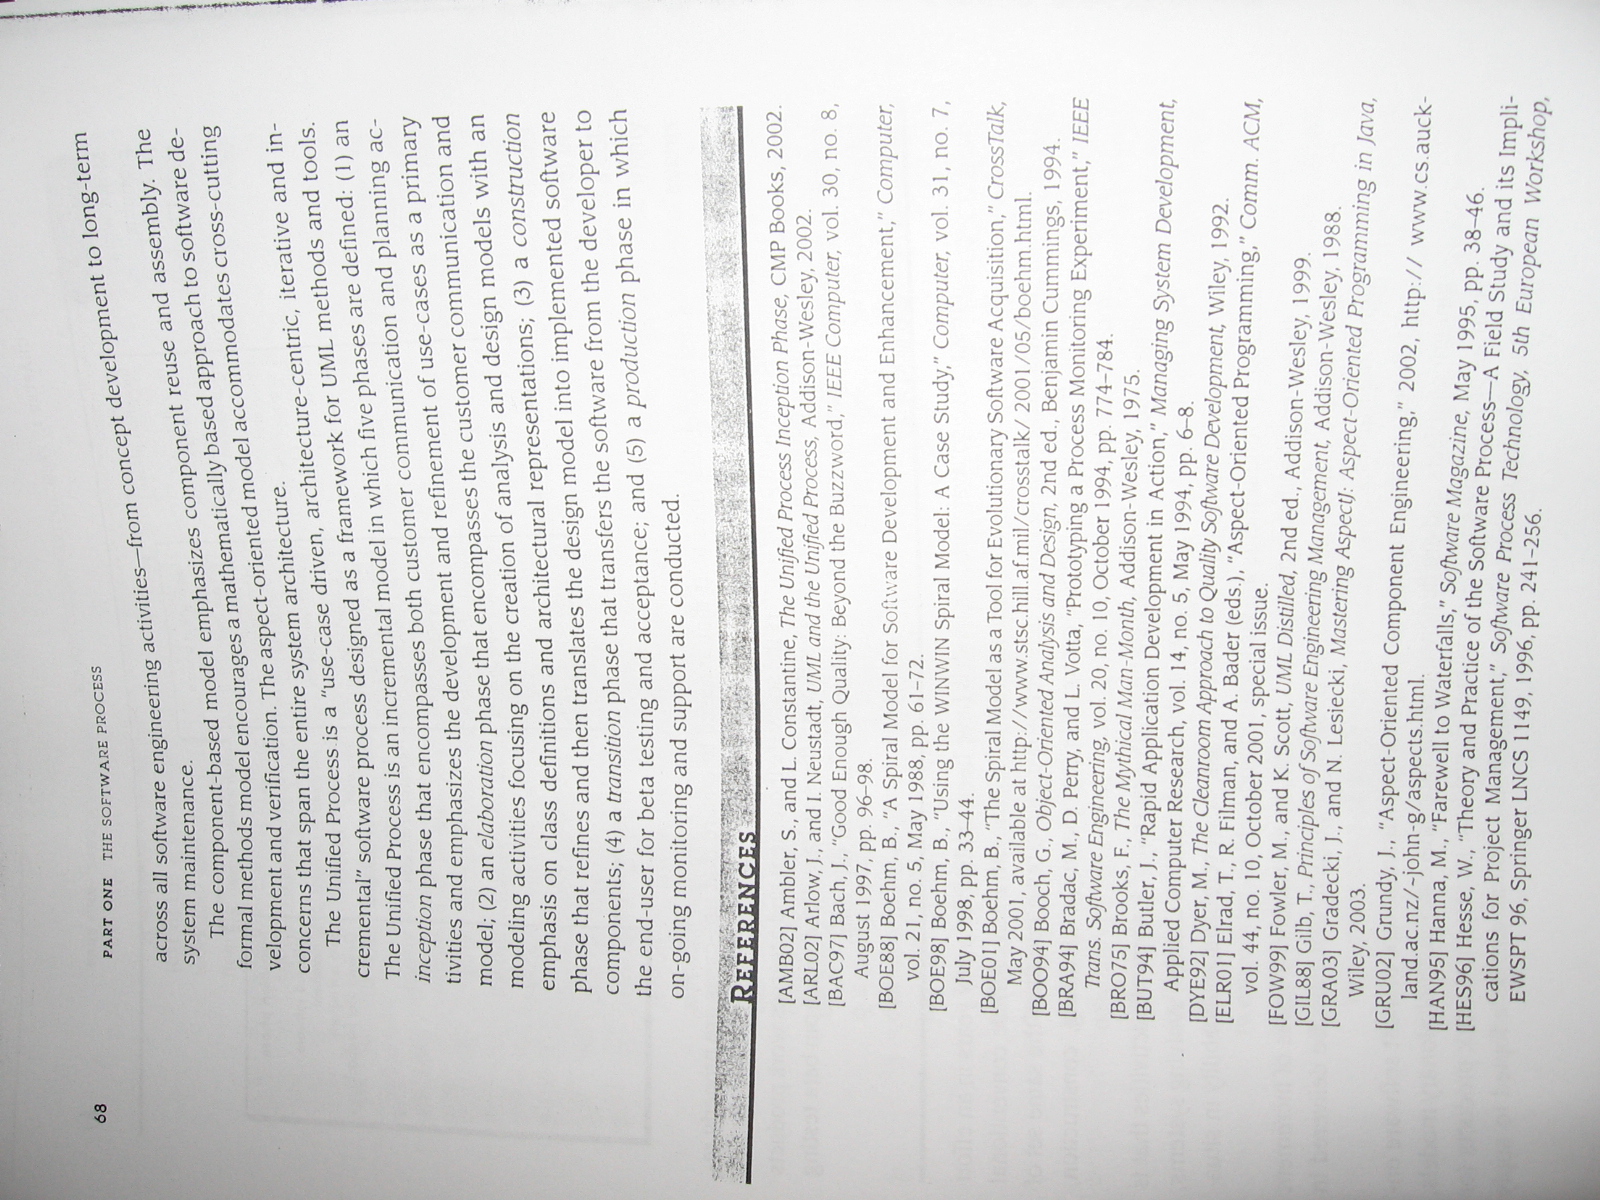 68
PART ONE THE SOFTWARE PROCESS
across all software engineering activities—from concept development to long-term
system maintenance.
The component-based model emphasizes component reuse and assembly. The
formal methods model encourages a mathematically based approach to software de-
velopment and verification. The aspect-oriented model accommodates cross-cutting
concerns that span the entire system architecture.
The Unified Process is a "use-case driven, architecture-centric, iterative and in-
cremental" software process designed as a framework for UML methods and tools.
The Unified Process is an incremental model in which five phases are defined: (1) an
inception phase that encompasses both customer communication and planning ac-
tivities and emphasizes the development and refinement of use-cases as a primary
model; (2) an elaboration phase that encompasses the customer communication and
modeling activities focusing on the creation of analysis and design models with an
emphasis on class definitions and architectural representations; (3) a construction
phase that refines and then translates the design model into implemented software
components; (4) a transition phase that transfers the software from the developer to
the end-user for beta testing and acceptance; and (5) a production phase in which
on-going monitoring and support are conducted.
REFERENCES
[AMB02] Ambler, S., and L. Constantine, The Unified Process Inception Phase, CMP Books, 2002.
[ARL02] Arlow, J., and I. Neustadt, UML and the Unified Process, Addison-Wesley, 2002.
[BAC97] Bach, J., "Good Enough Quality: Beyond the Buzzword," IEEE Computer, vol. 30, no. 8,
August 1997, pp. 96–98.
[BOE88] Boehm, B., "A Spiral Model for Software Development and Enhancement," Computer,
vol. 21, no. 5, May 1988, pp. 61–72.
[BOE98] Boehm, B., "Using the WINWIN Spiral Model: A Case Study," Computer, vol. 31, no. 7,
July 1998, pp. 33–44.
[BOE01] Boehm, B., "The Spiral Model as a Tool for Evolutionary Software Acquisition," CrossTalk,
May 2001, available at http://www.stsc.hill.af.mil/crosstalk/ 2001/05/boehm.html.
[BOO94] Booch, G., Object-Oriented Analysis and Design, 2nd ed., Benjamin Cummings, 1994.
[BRA94] Bradac, M., D. Perry, and L. Votta, "Prototyping a Process Monitoring Experiment," IEEE
Trans. Software Engineering, vol. 20, no. 10, October 1994, pp. 774–784.
[BRO75] Brooks, F., The Mythical Man-Month, Addison-Wesley, 1975.
[BUT94] Butler, J., "Rapid Application Development in Action," Managing System Development,
Applied Computer Research, vol. 14, no. 5, May 1994, pp. 6–8.
[DYE92] Dyer, M., The Cleanroom Approach to Quality Software Development, Wiley, 1992.
[ELR01] Elrad, T., R. Filman, and A. Bader (eds.), "Aspect-Oriented Programming," Comm. ACM,
vol. 44, no. 10, October 2001, special issue.
[FOW99] Fowler, M., and K. Scott, UML Distilled, 2nd ed., Addison-Wesley, 1999.
[GIL88] Gilb, T., Principles of Software Engineering Management, Addison-Wesley, 1988.
[GRA03] Gradecki, J., and N. Lesiecki, Mastering AspectJ: Aspect-Oriented Programming in Java,
Wiley, 2003.
[GRU02] Grundy, J., "Aspect-Oriented Component Engineering," 2002, http:// www.cs.auck-
land.ac.nz/~john-g/aspects.html.
[HAN95] Hanna, M., "Farewell to Waterfalls," Software Magazine, May 1995, pp. 38–46.
[HES96] Hesse, W., "Theory and Practice of the Software Process—A Field Study and its Impli-
cations for Project Management," Software Process Technology, 5th European Workshop,
EWSPT 96, Springer LNCS 1149, 1996, pp. 241–256.